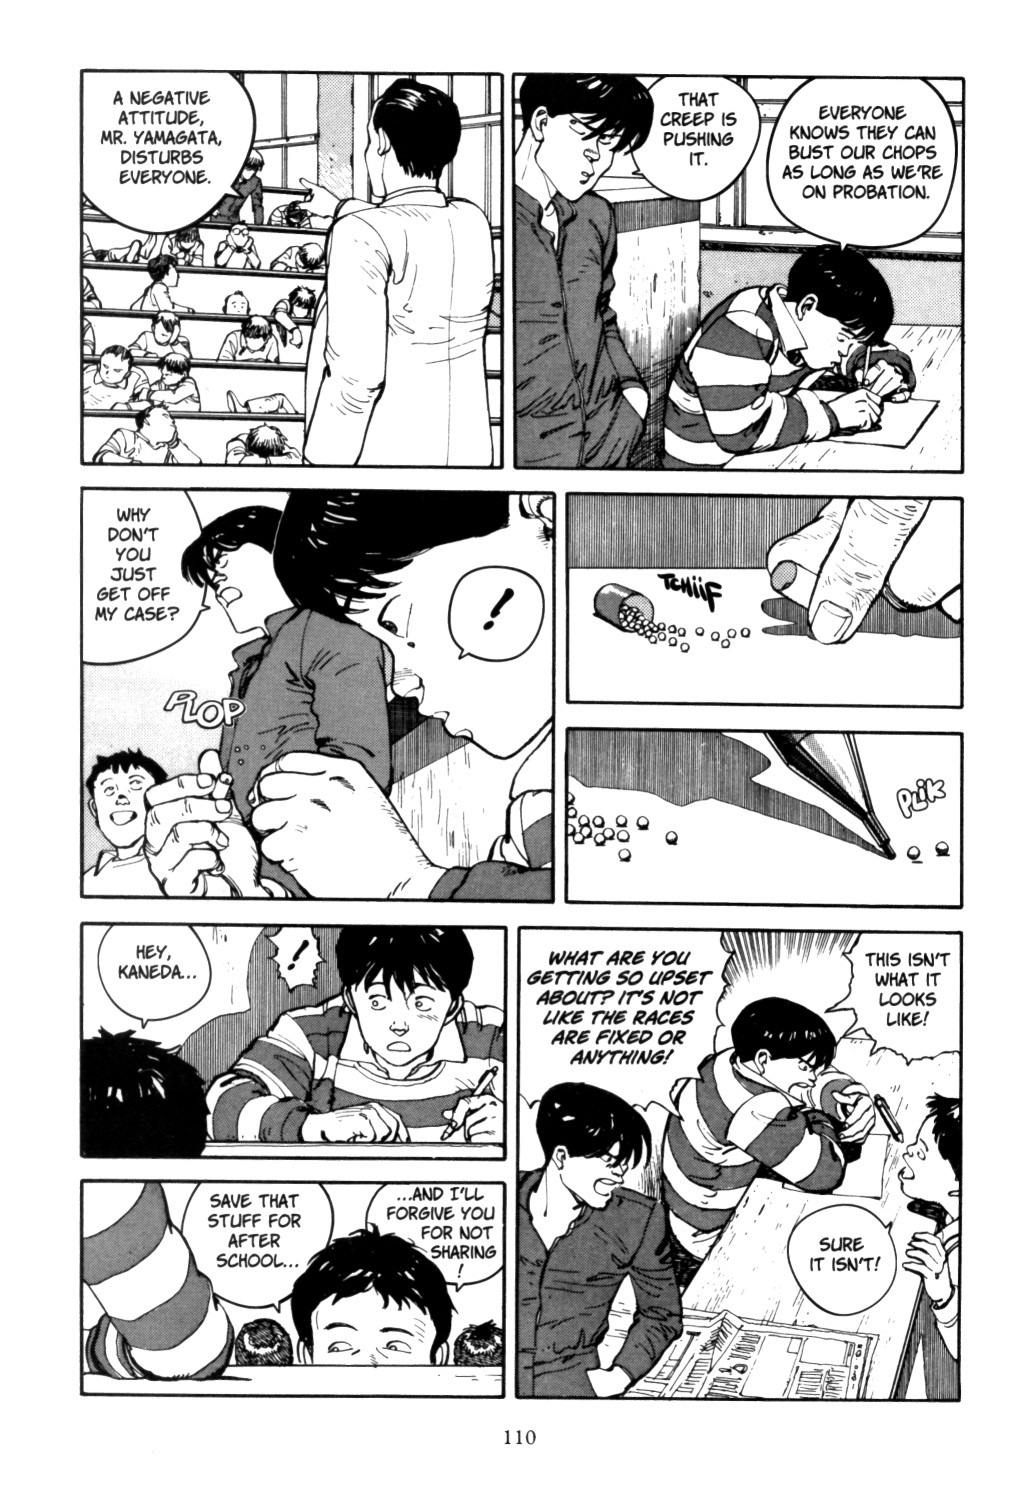 A NEGATIVE
ATTITUDE,
MR. YAMAGATA,
DISTURBS
EVERYONE.
THAT
CREEP IS
PUSHING
IT.
EVERYONE
KNOWS THEY CAN
BUST OUR CHOPS
AS LONG AS WE'RE
ON PROBATION.
WHY
DON'T
YOU
JUST
GET OFF
MY CASE?
!
PLOP
TCHIIF
PLIK
HEY,
KANEDA...
!
WHAT ARE YOU
GETTING SO UPSET
ABOUT? IT'S NOT
LIKE THE RACES
ARE FIXED OR
ANYTHING!
THIS ISN'T
WHAT IT
LOOKS
LIKE!
SURE
IT ISN'T!
SAVE THAT
STUFF FOR
AFTER
SCHOOL...
...AND I'LL
FORGIVE YOU
FOR NOT
SHARING
!
110